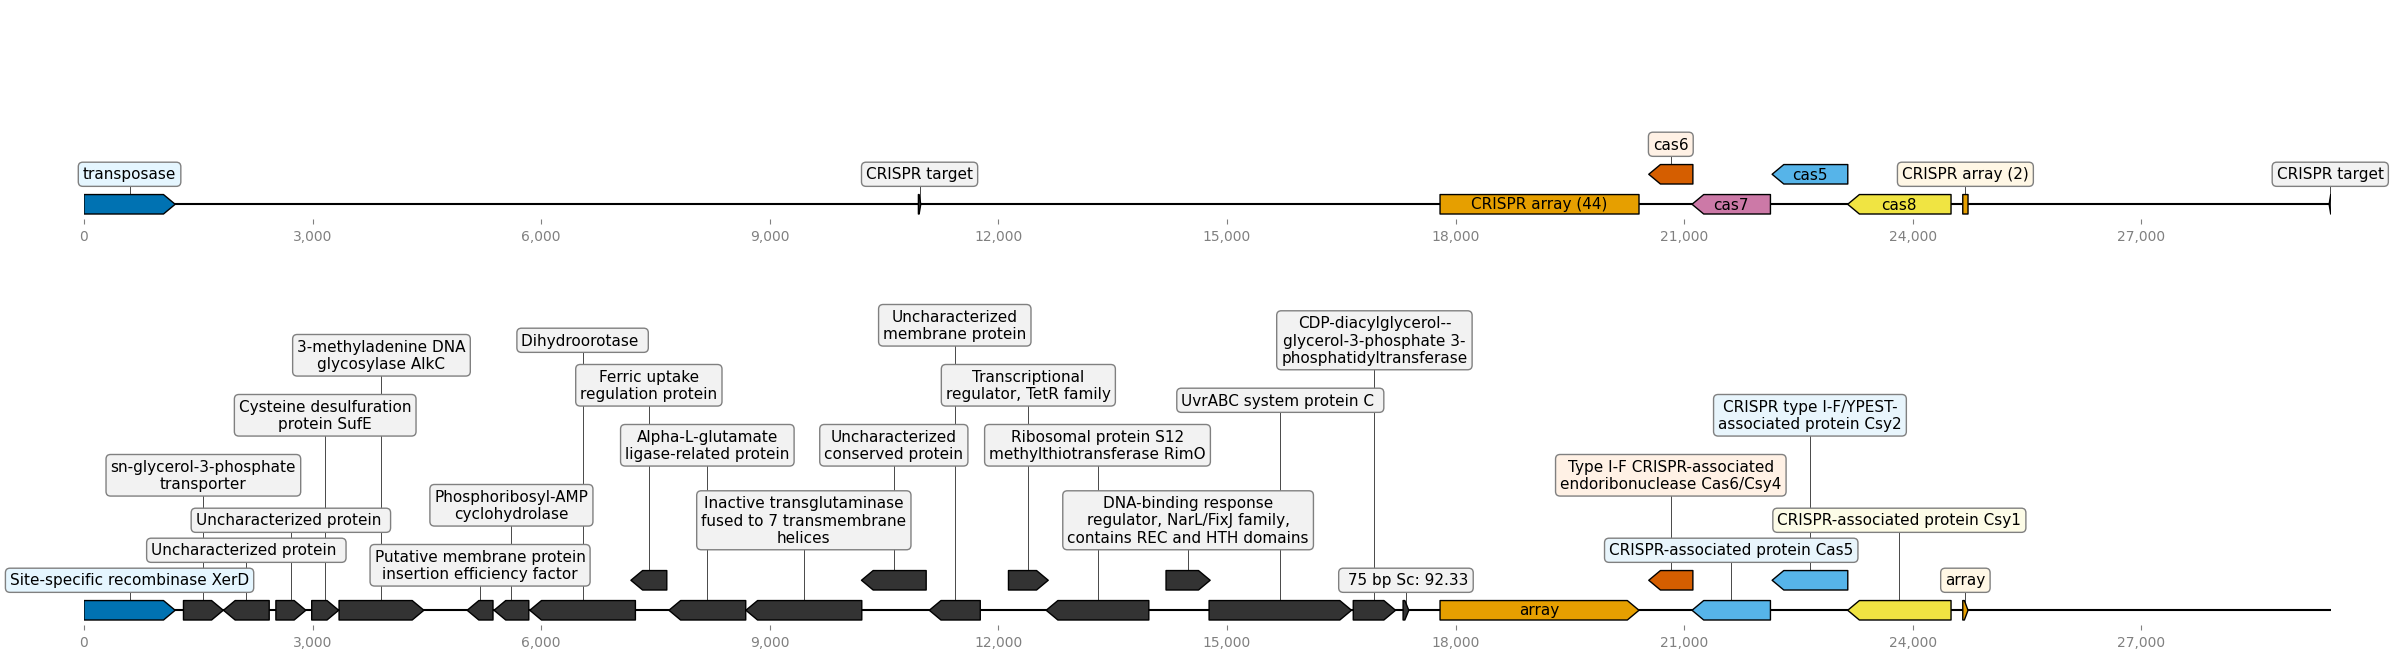 cas6
transposase
CRISPR target
cas5
CRISPR array (2)
CRISPR target
CRISPR array (44)
cas7
cas8
0
3,000
6,000
9,000
12,000
15,000
18,000
21,000
24,000
27,000
Uncharacterized
membrane protein
CDP-diacylglycerol--
glycerol-3-phosphate 3-
phosphatidyltransferase
Dihydroorotase
3-methyladenine DNA
glycosylase AlkC
Ferric uptake
regulation protein
Transcriptional
regulator, TetR family
UvrABC system protein C
Cysteine desulfuration
protein SufE
CRISPR type I-F/YPEST-
associated protein Csy2
Alpha-L-glutamate
ligase-related protein
Uncharacterized
conserved protein
Ribosomal protein S12
methylthiotransferase RimO
sn-glycerol-3-phosphate
transporter
Type I-F CRISPR-associated
endoribonuclease Cas6/Csy4
Phosphoribosyl-AMP
cyclohydrolase
Inactive transglutaminase
fused to 7 transmembrane
helices
DNA-binding response
regulator, NarL/FixJ family,
contains REC and HTH domains
Uncharacterized protein
CRISPR-associated protein Csy1
Uncharacterized protein
CRISPR-associated protein Cas5
Putative membrane protein
insertion efficiency factor
Site-specific recombinase XerD
75 bp Sc: 92.33
array
array
0
3,000
6,000
9,000
12,000
15,000
18,000
21,000
24,000
27,000